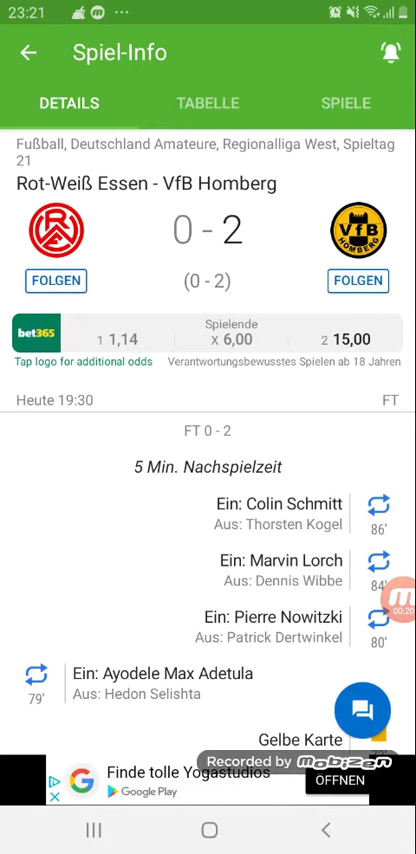 23:21
Spiel-Info
DETAILS TABELLE SPIELE
Fußball, Deutschland Amateure, Regionalliga West, Spieltag
21
Rot-Weiß Essen - VfB Homberg
RWE
VfB
HOMBERG
0 - 2
FOLGEN (0 - 2) FOLGEN
bet365
Spielende
1 1,14 X 6,00 2 15,00
Tap logo for additional odds Verantwortungsbewusstes Spielen ab 18 Jahren
Heute 19:30 FT
FT 0 - 2
5 Min. Nachspielzeit
Ein: Colin Schmitt
Aus: Thorsten Kogel
86'
Ein: Marvin Lorch
Aus: Dennis Wibbe
84'
00:20
Ein: Pierre Nowitzki
Aus: Patrick Dertwinkel
80'
Ein: Ayodele Max Adetula
Aus: Hedon Selishta
79'
Gelbe Karte
Recorded by Mobizen
Finde tolle Yogastudios
Google Play
ÖFFNEN